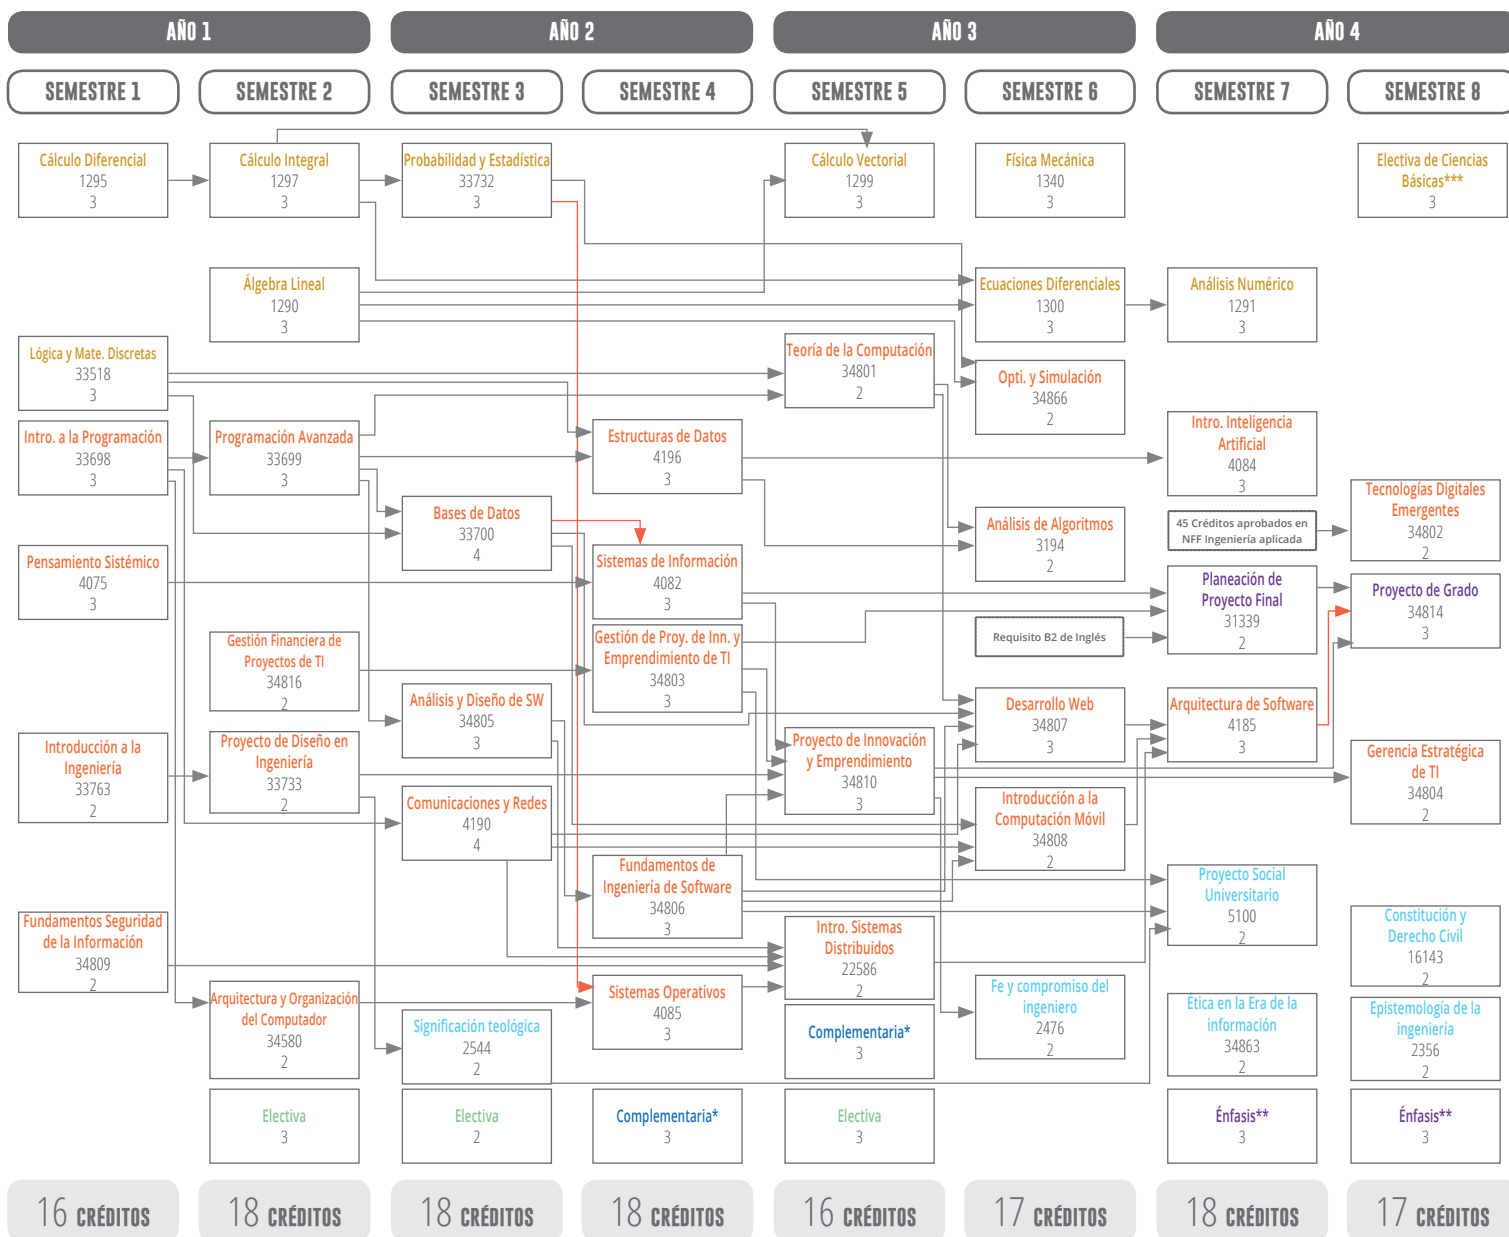 AÑO 1
AÑO 2
AÑO 3
AÑO 4
SEMESTRE 1
SEMESTRE 2
SEMESTRE 3
SEMESTRE 4
SEMESTRE 5
SEMESTRE 6
SEMESTRE 7
SEMESTRE 8
Cálculo Diferencial
1295
3
Lógica y Mate. Discretas
33518
3
Intro. a la Programación
33698
3
Pensamiento Sistémico
4075
3
Introducción a la
Ingeniería
33763
2
Fundamentos Seguridad
de la Información
34809
2
16 CRÉDITOS
Cálculo Integral
1297
3
Álgebra Lineal
1290
3
Programación Avanzada
33699
3
Gestión Financiera de
Proyectos de TI
34816
2
Proyecto de Diseño en
Ingeniería
33733
2
Arquitectura y Organización
del Computador
34580
2
Electiva
3
18 CRÉDITOS
Probabilidad y Estadística
33732
3
Bases de Datos
33700
4
Análisis y Diseño de SW
34805
3
Comunicaciones y Redes
4190
4
Significación teológica
2544
2
Electiva
2
18 CRÉDITOS
Estructuras de Datos
4196
3
Sistemas de Información
4082
3
Gestión de Proy. de Inn. y
Emprendimiento de TI
34803
3
Fundamentos de
Ingeniería de Software
34806
3
Sistemas Operativos
4085
3
Complementaria*
3
18 CRÉDITOS
Cálculo Vectorial
1299
3
Teoría de la Computación
34801
2
Proyecto de Innovación
y Emprendimiento
34810
3
Intro. Sistemas
Distribuidos
22586
2
Complementaria*
3
Electiva
3
16 CRÉDITOS
Física Mecánica
1340
3
Ecuaciones Diferenciales
1300
3
Opti. y Simulación
34866
2
Análisis de Algoritmos
3194
2
Requisito B2 de Inglés
Desarrollo Web
34807
3
Introducción a la
Computación Móvil
34808
2
Fe y compromiso del
ingeniero
2476
2
17 CRÉDITOS
Análisis Numérico
1291
3
Intro. Inteligencia
Artificial
4084
3
45 Créditos aprobados en
NFF Ingeniería aplicada
Planeación de
Proyecto Final
31339
2
Arquitectura de Software
4185
3
Proyecto Social
Universitario
5100
2
Ética en la Era de la
información
34863
2
Énfasis**
3
18 CRÉDITOS
Electiva de Ciencias
Básicas***
3
Tecnologías Digitales
Emergentes
34802
2
Proyecto de Grado
34814
3
Gerencia Estratégica
de TI
34804
2
Constitución y
Derecho Civil
16143
2
Epistemología de la
ingeniería
2356
2
Énfasis**
3
17 CRÉDITOS